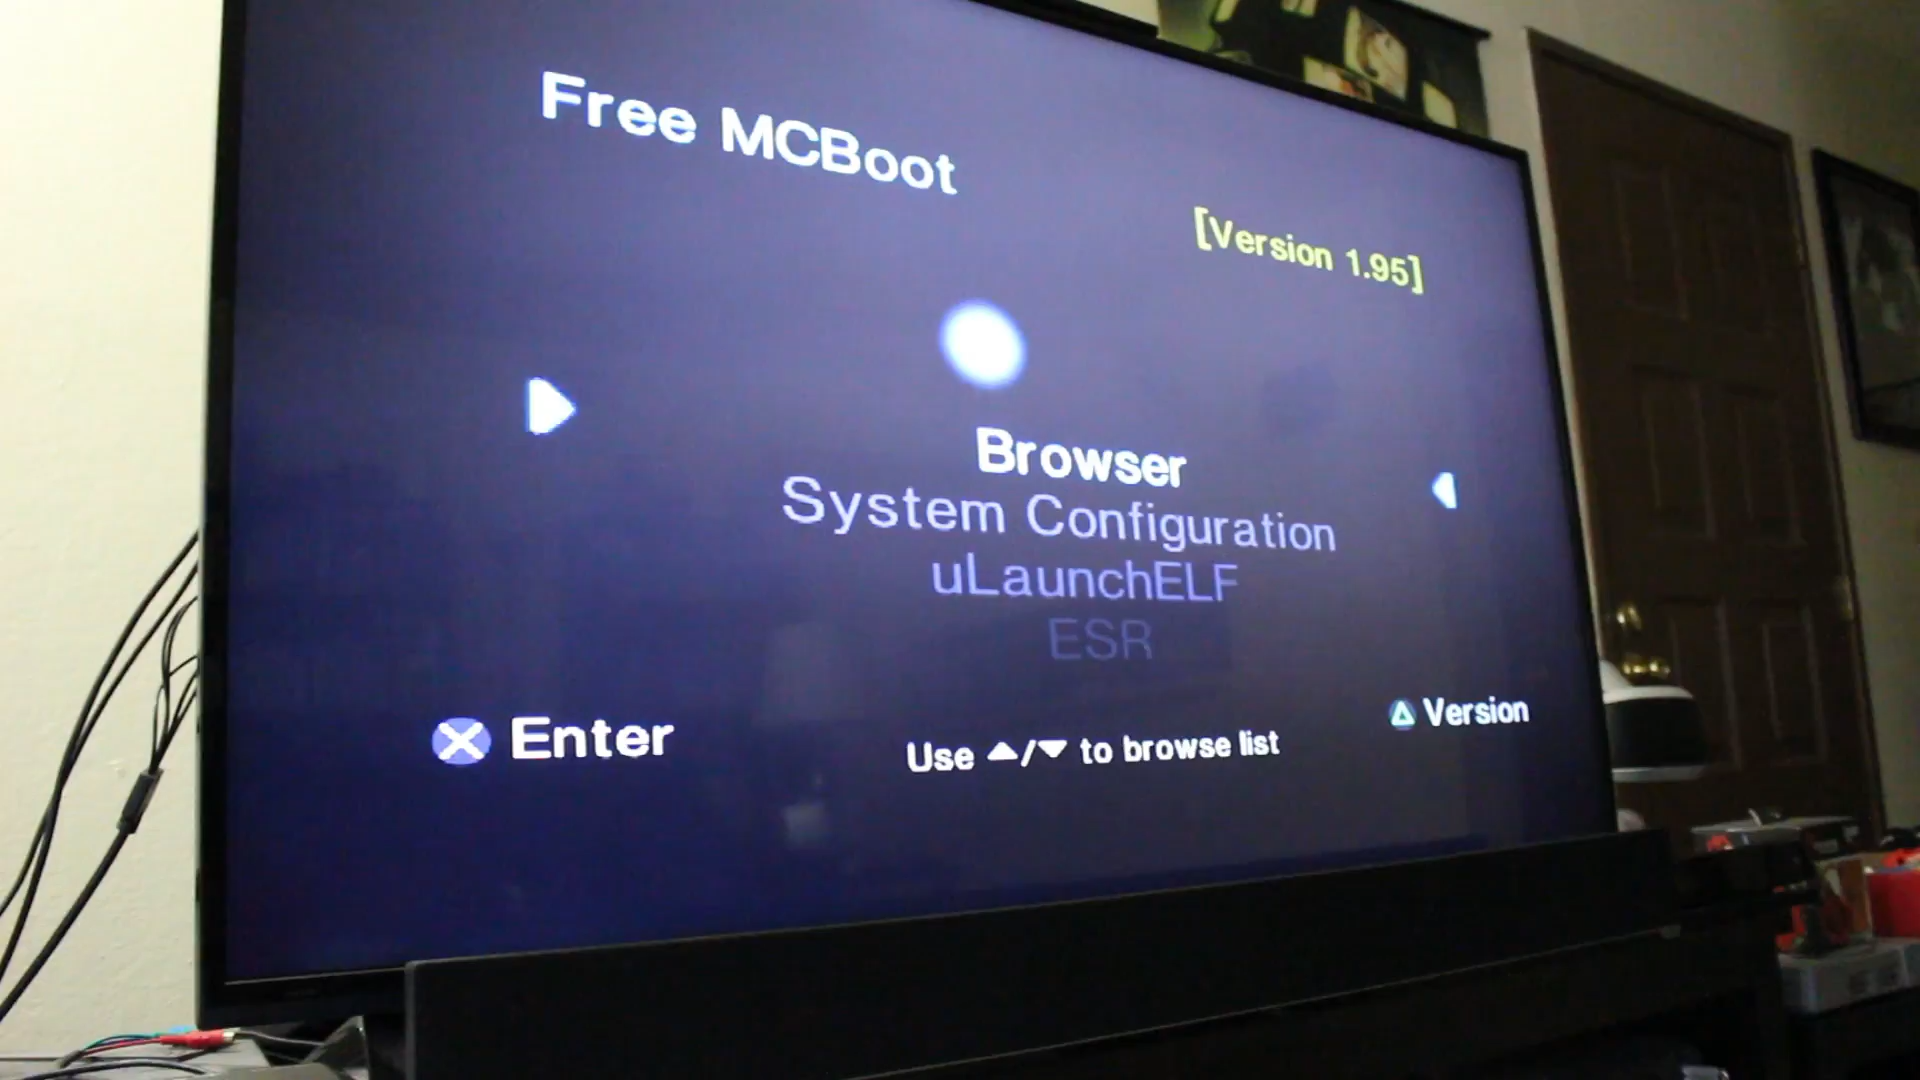 Free MCBoot
[Version 1.95]
Browser
System Configuration
uLaunchELF
ESR
Enter
Use ▲/▼ to browse list
Version